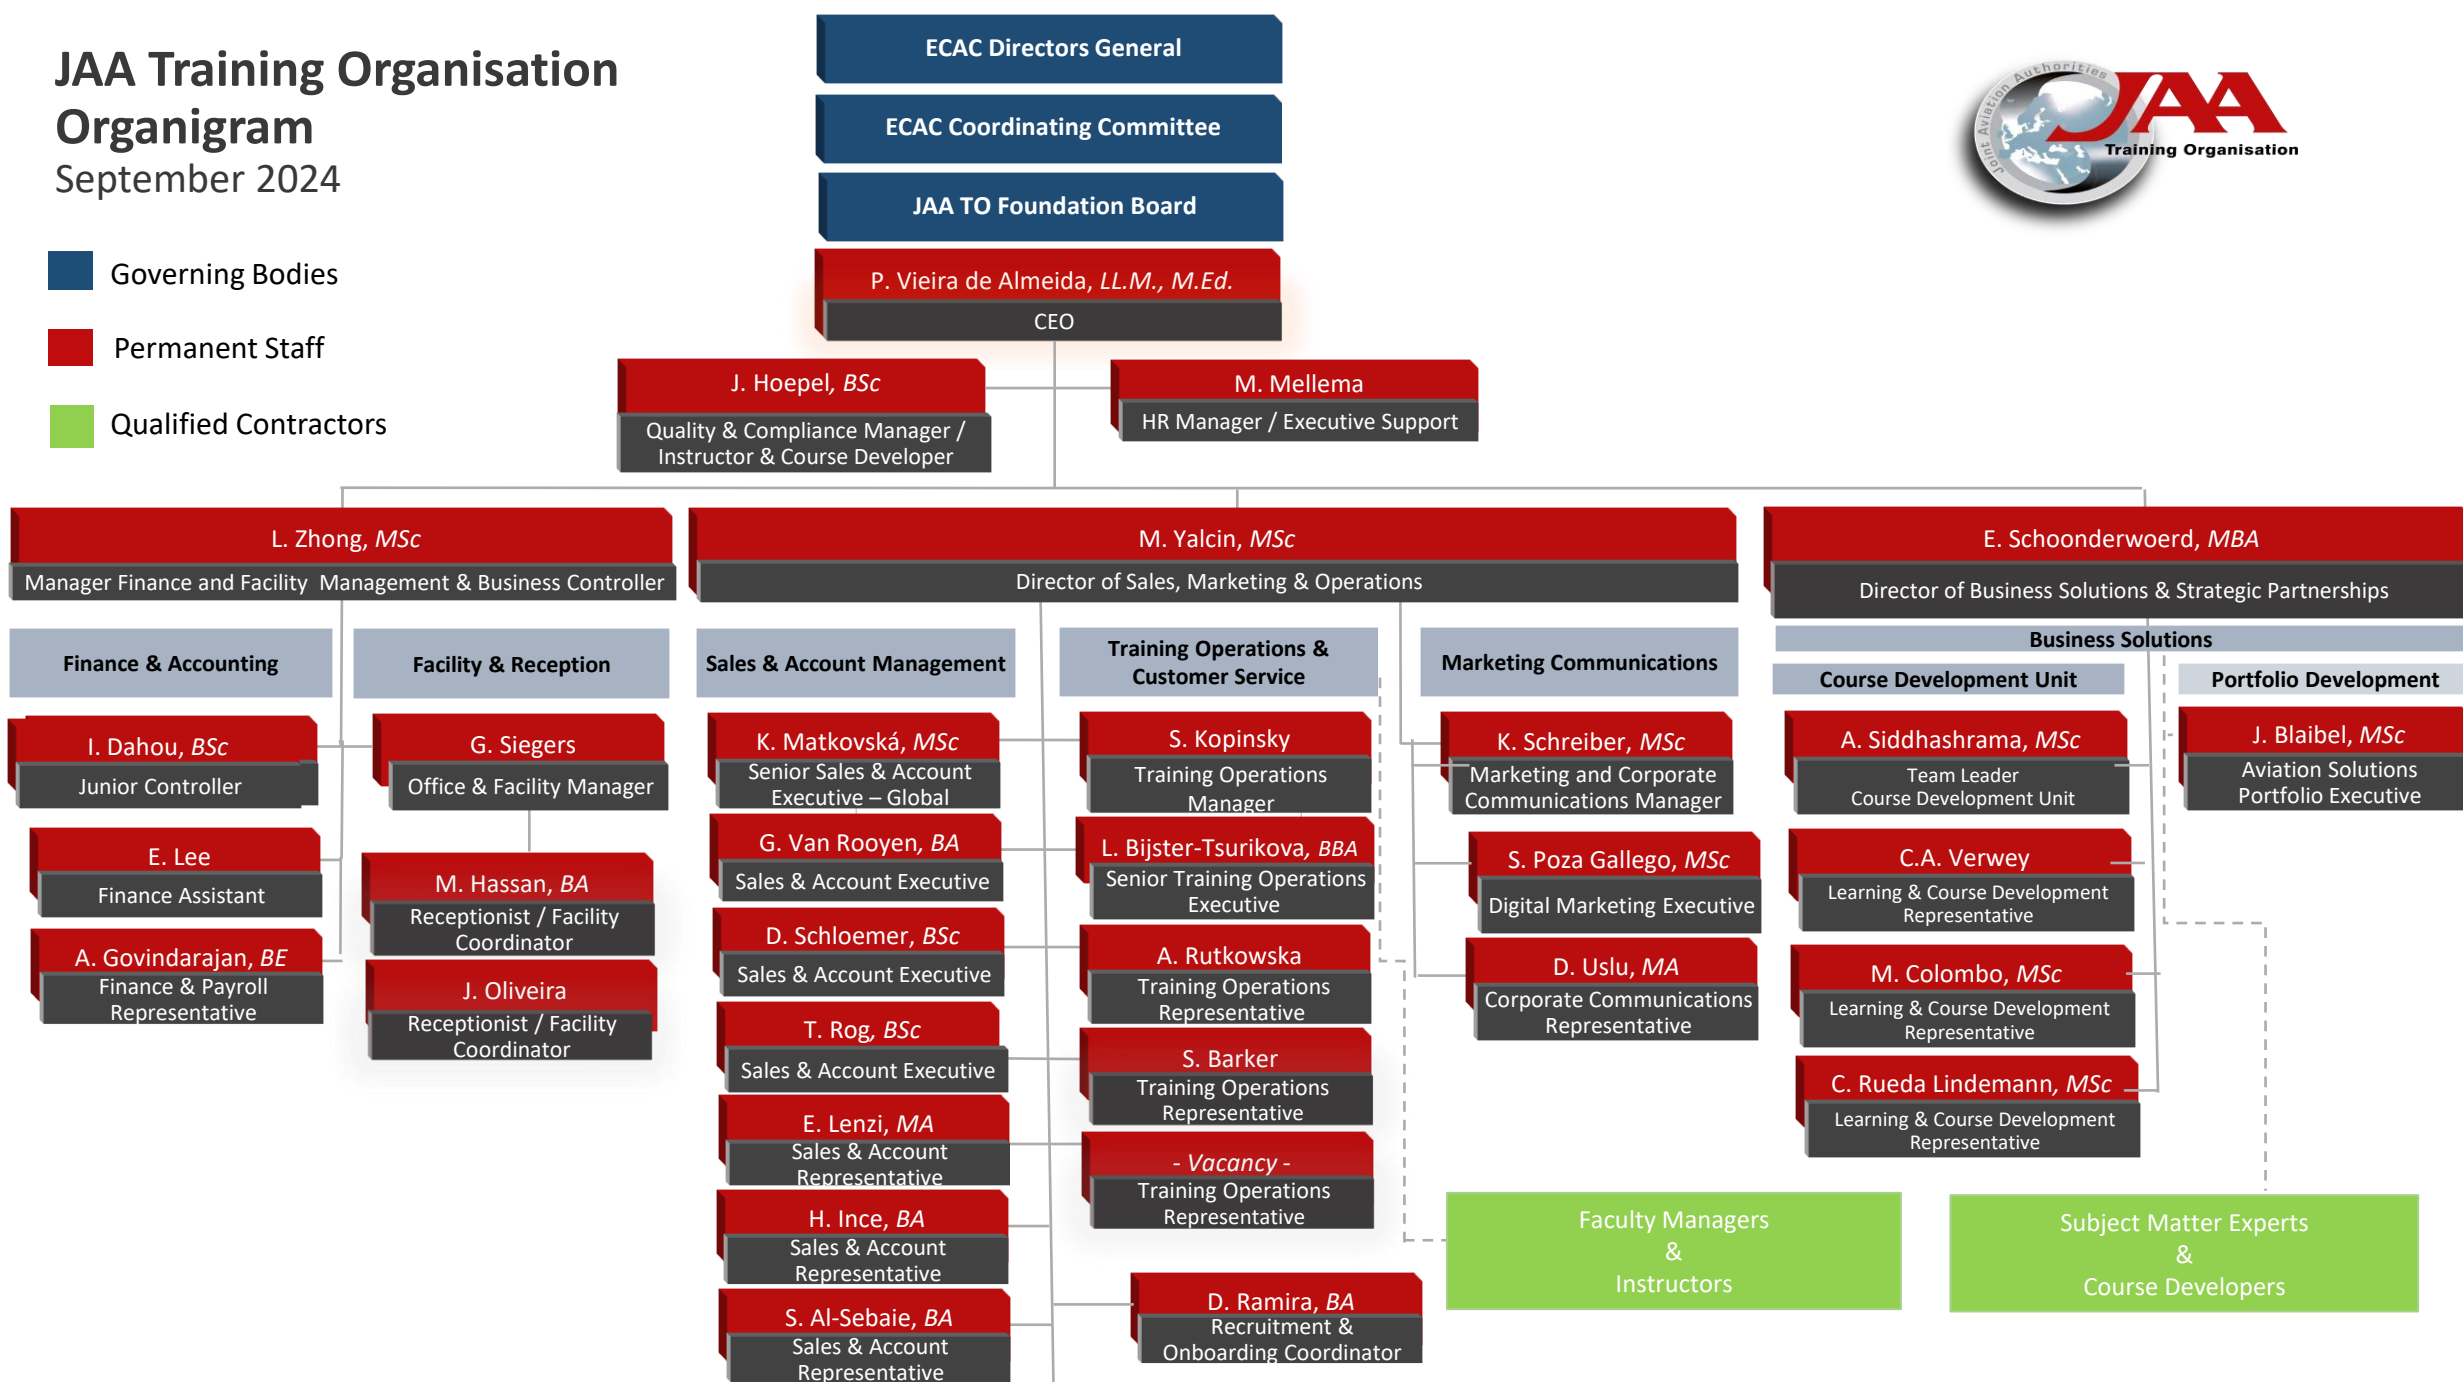 JAA Training Organisation
Organigram
September 2024
Governing Bodies
Permanent Staff
Qualified Contractors
ECAC Directors General
ECAC Coordinating Committee
JAA TO Foundation Board
P. Vieira de Almeida, LL.M., M.Ed.
CEO
Joint Aviation Authorities
JAA
Training Organisation
J. Hoepel, BSc
Quality & Compliance Manager /
Instructor & Course Developer
M. Mellema
HR Manager / Executive Support
L. Zhong, MSc
Manager Finance and Facility Management & Business Controller
M. Yalcin, MSc
Director of Sales, Marketing & Operations
E. Schoonderwoerd, MBA
Director of Business Solutions & Strategic Partnerships
Finance & Accounting
I. Dahou, BSc
Junior Controller
E. Lee
Finance Assistant
A. Govindarajan, BE
Finance & Payroll
Representative
Facility & Reception
G. Siegers
Office & Facility Manager
M. Hassan, BA
Receptionist / Facility
Coordinator
J. Oliveira
Receptionist / Facility
Coordinator
Sales & Account Management
K. Matkovská, MSc
Senior Sales & Account
Executive – Global
G. Van Rooyen, BA
Sales & Account Executive
D. Schloemer, BSc
Sales & Account Executive
T. Rog, BSc
Sales & Account Executive
E. Lenzi, MA
Sales & Account
Representative
H. Ince, BA
Sales & Account
Representative
S. Al-Sebaie, BA
Sales & Account
Representative
Training Operations &
Customer Service
S. Kopinsky
Training Operations
Manager
L. Bijster-Tsurikova, BBA
Senior Training Operations
Executive
A. Rutkowska
Training Operations
Representative
S. Barker
Training Operations
Representative
- Vacancy -
Training Operations
Representative
D. Ramira, BA
Recruitment &
Onboarding Coordinator
Marketing Communications
K. Schreiber, MSc
Marketing and Corporate
Communications Manager
S. Poza Gallego, MSc
Digital Marketing Executive
D. Uslu, MA
Corporate Communications
Representative
Faculty Managers
&
Instructors
Business Solutions
Course Development Unit
A. Siddhashrama, MSc
Team Leader
Course Development Unit
C.A. Verwey
Learning & Course Development
Representative
M. Colombo, MSc
Learning & Course Development
Representative
C. Rueda Lindemann, MSc
Learning & Course Development
Representative
Portfolio Development
J. Blaibel, MSc
Aviation Solutions
Portfolio Executive
Subject Matter Experts
&
Course Developers